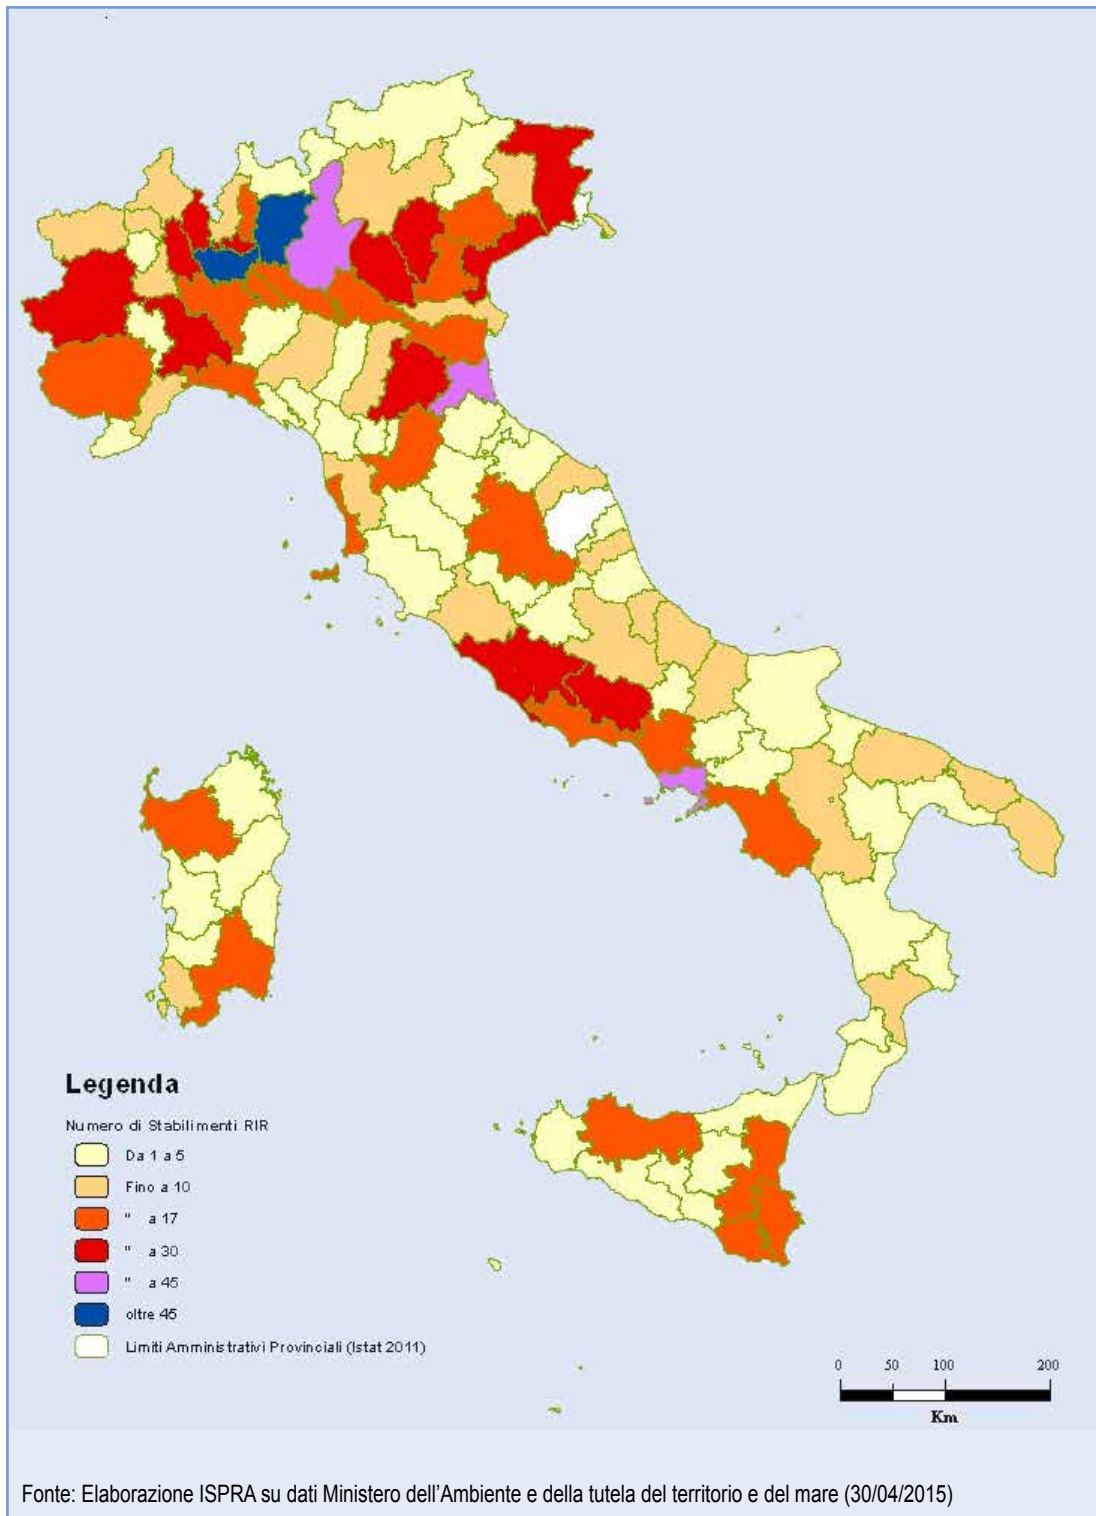 Legenda
Numero di Stabilimenti RIR
Da 1 a 5
Fino a 10
" a 17
" a 30
" a 45
oltre 45
Limiti Amministrativi Provinciali (Istat 2011)
0 50 100 200
Km
Fonte: Elaborazione ISPRA su dati Ministero dell'Ambiente e della tutela del territorio e del mare (30/04/2015)